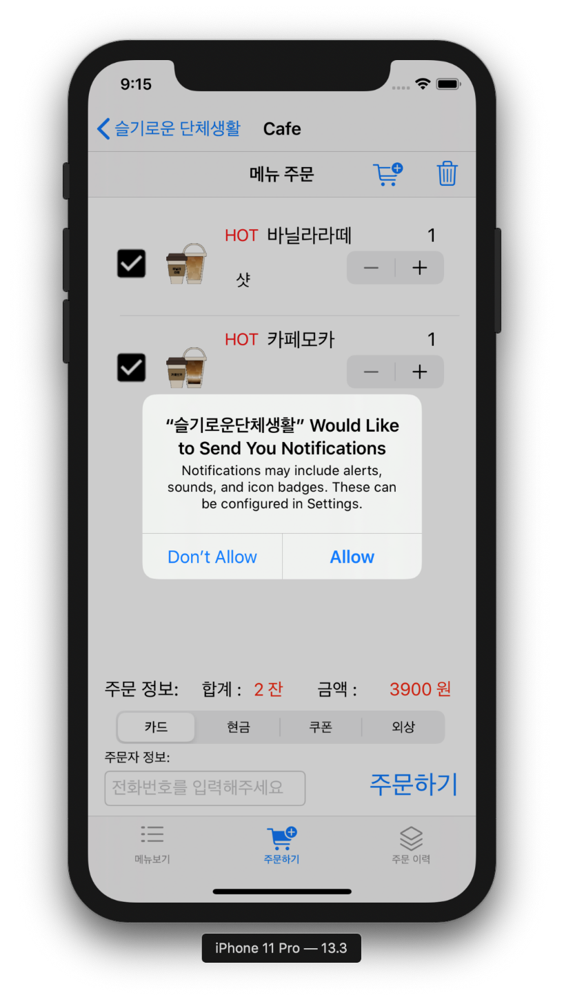 9:15
슬기로운 단체생활 Cafe
메뉴 주문
HOT 바닐라라떼 1
샷
HOT 카페모카 1
“슬기로운단체생활” Would Like
to Send You Notifications
Notifications may include alerts,
sounds, and icon badges. These can
be configured in Settings.
Don’t Allow Allow
주문 정보: 합계 : 2 잔 금액 : 3900 원
카드 현금 쿠폰 외상
주문자 정보:
전화번호를 입력해주세요 주문하기
메뉴보기 주문하기 주문 이력
iPhone 11 Pro — 13.3